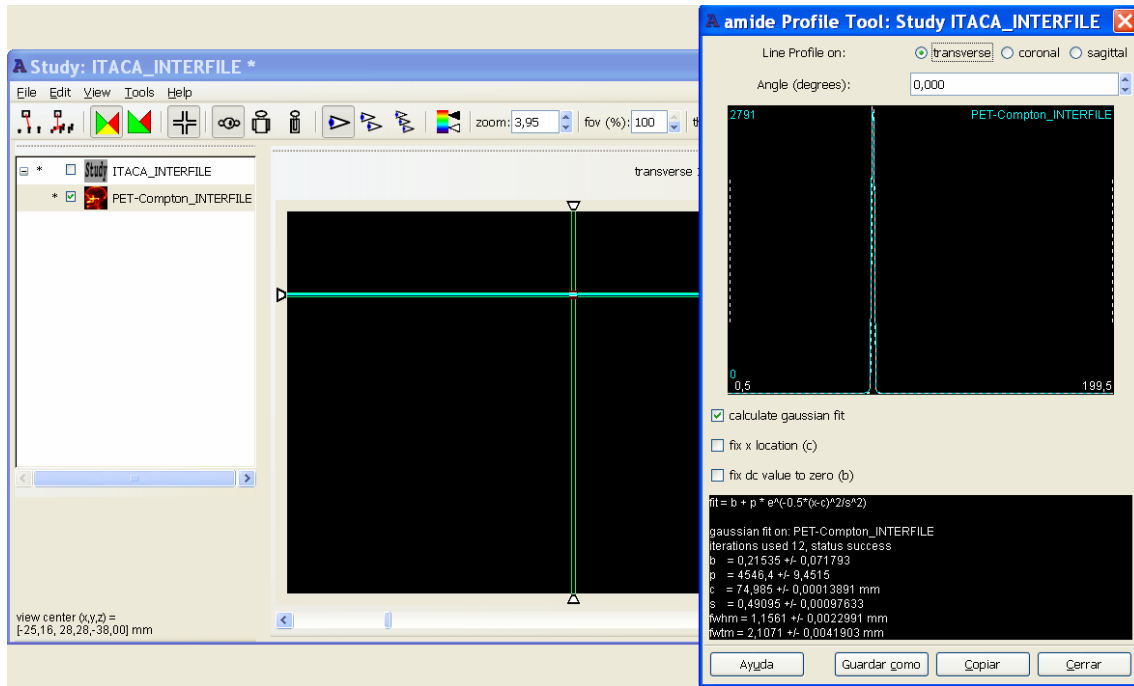 A Study: ITACA_INTERFILE *
File Edit View Tools Help
zoom: 3,95 fov (%): 100
* Study ITACA_INTERFILE
* PET-Compton_INTERFILE
transverse
view center (x,y,z) =
[-25,16, 28,28,-38,00] mm
amide Profile Tool: Study ITACA_INTERFILE
Line Profile on: transverse coronal sagittal
Angle (degrees): 0,000
2791 PET-Compton_INTERFILE
0
0,5 199,5
calculate gaussian fit
fix x location (c)
fix dc value to zero (b)
fit = b + p * e^(-0.5*(x-c)^2/s^2)
gaussian fit on: PET-Compton_INTERFILE
iterations used 12, status success
b = 0,21535 +/- 0,071793
p = 4546,4 +/- 9,4515
c = 74,985 +/- 0,00013891 mm
s = 0,49095 +/- 0,00097633
fwhm = 1,1561 +/- 0,0022991 mm
fwtm = 2,1071 +/- 0,0041903 mm
Ayuda Guardar como Copiar Cerrar